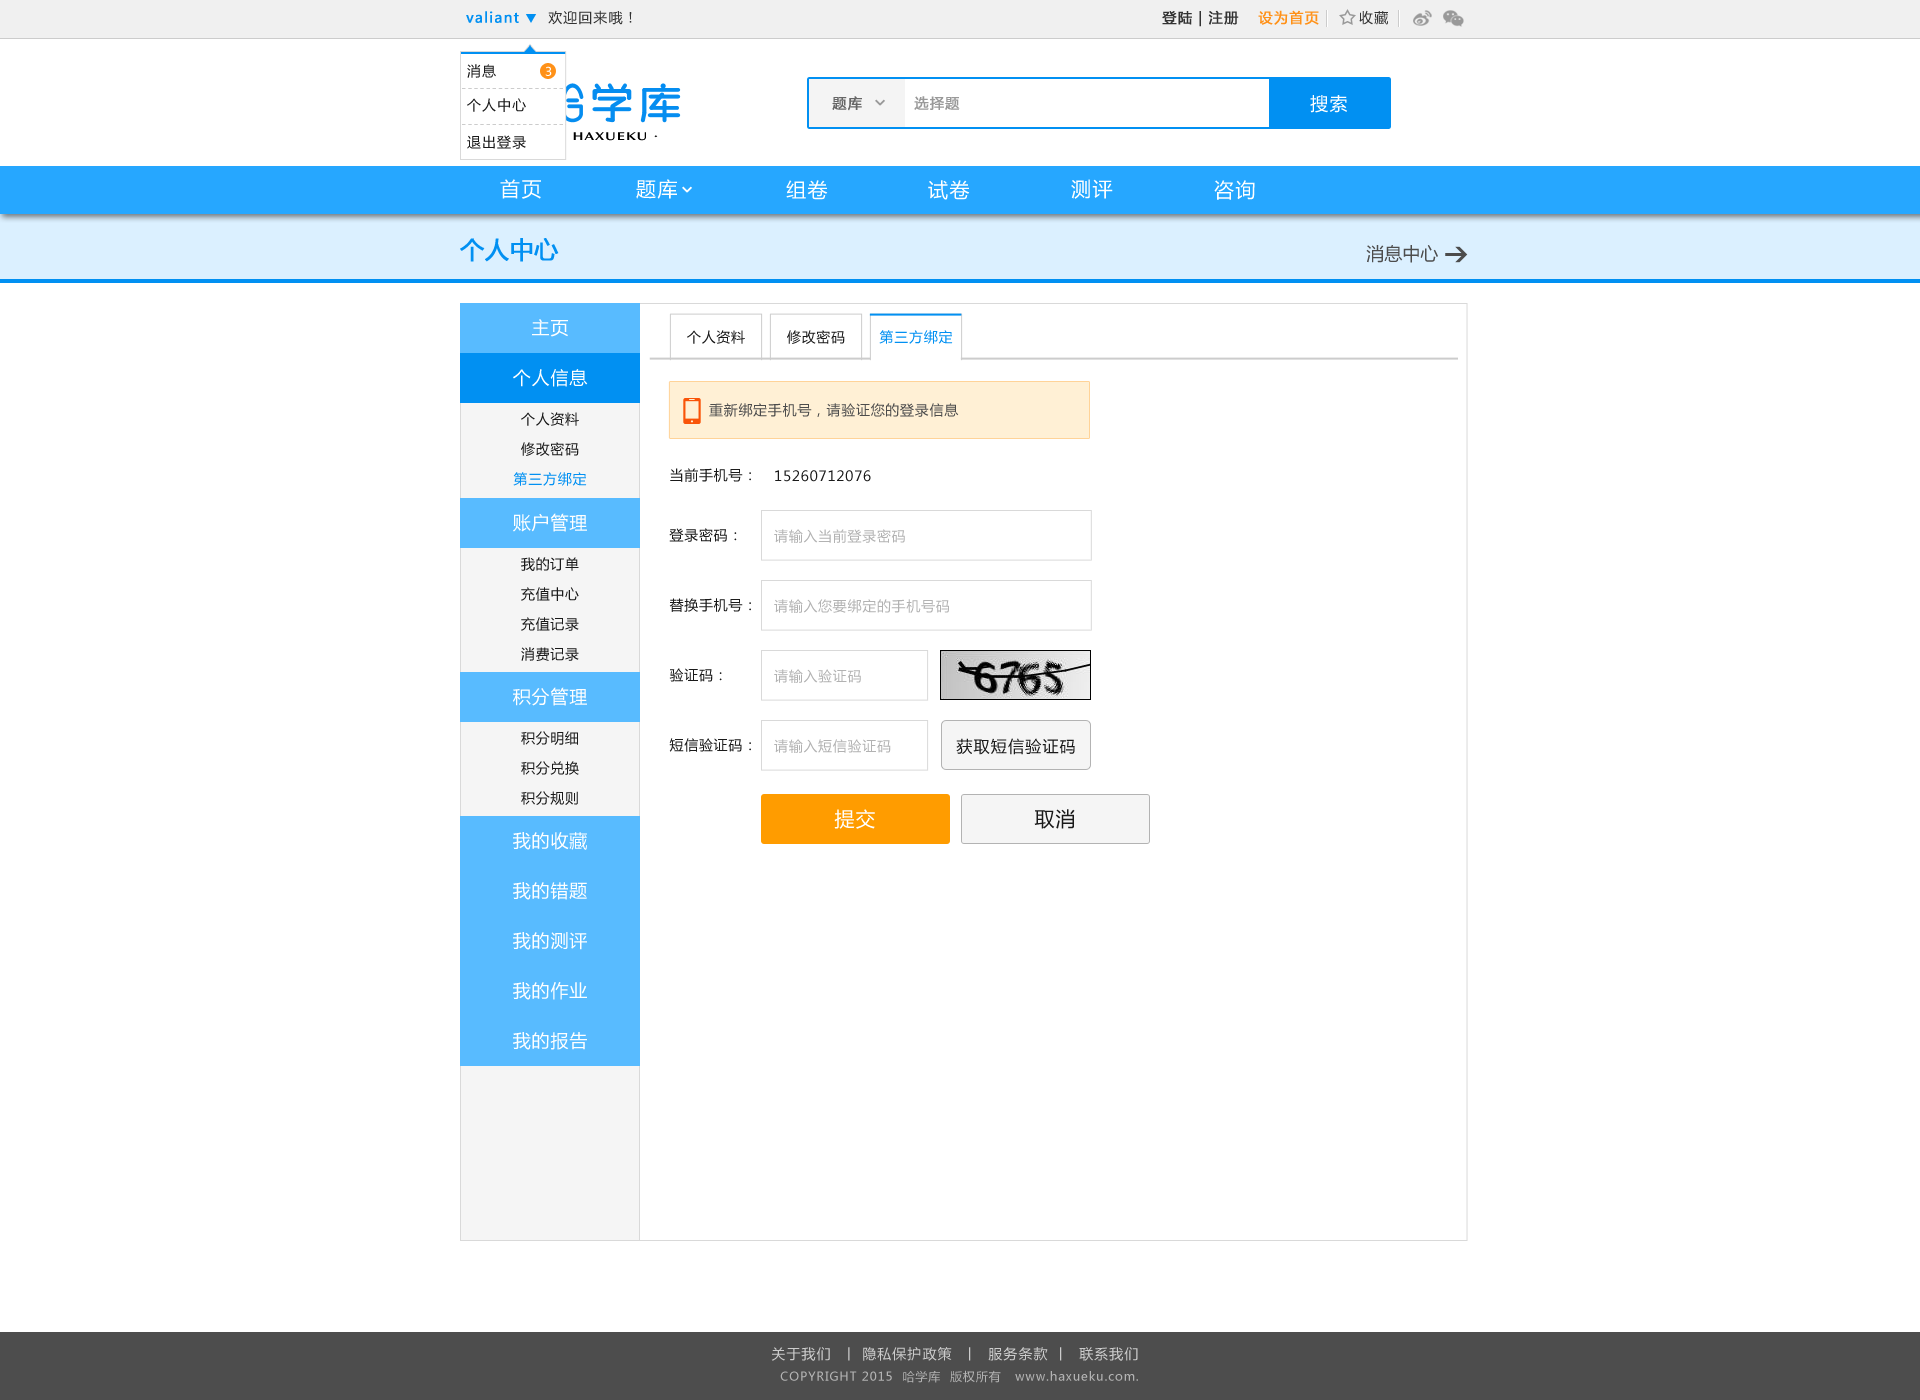 valiant ▼ 欢迎回来哦！
登陆 | 注册 设为首页 收藏
消息 3
个人中心
退出登录
学库
HAXUEKU ·
题库 选择题 搜索
首页 题库 组卷 试卷 测评 咨询
个人中心
消息中心
主页
个人信息
个人资料
修改密码
第三方绑定
账户管理
我的订单
充值中心
充值记录
消费记录
积分管理
积分明细
积分兑换
积分规则
我的收藏
我的错题
我的测评
我的作业
我的报告
个人资料 修改密码 第三方绑定
重新绑定手机号，请验证您的登录信息
当前手机号： 15260712076
登录密码： 请输入当前登录密码
替换手机号： 请输入您要绑定的手机号码
验证码： 请输入验证码 6765
短信验证码： 请输入短信验证码 获取短信验证码
提交 取消
关于我们 | 隐私保护政策 | 服务条款 | 联系我们
COPYRIGHT 2015 哈学库 版权所有 www.haxueku.com.